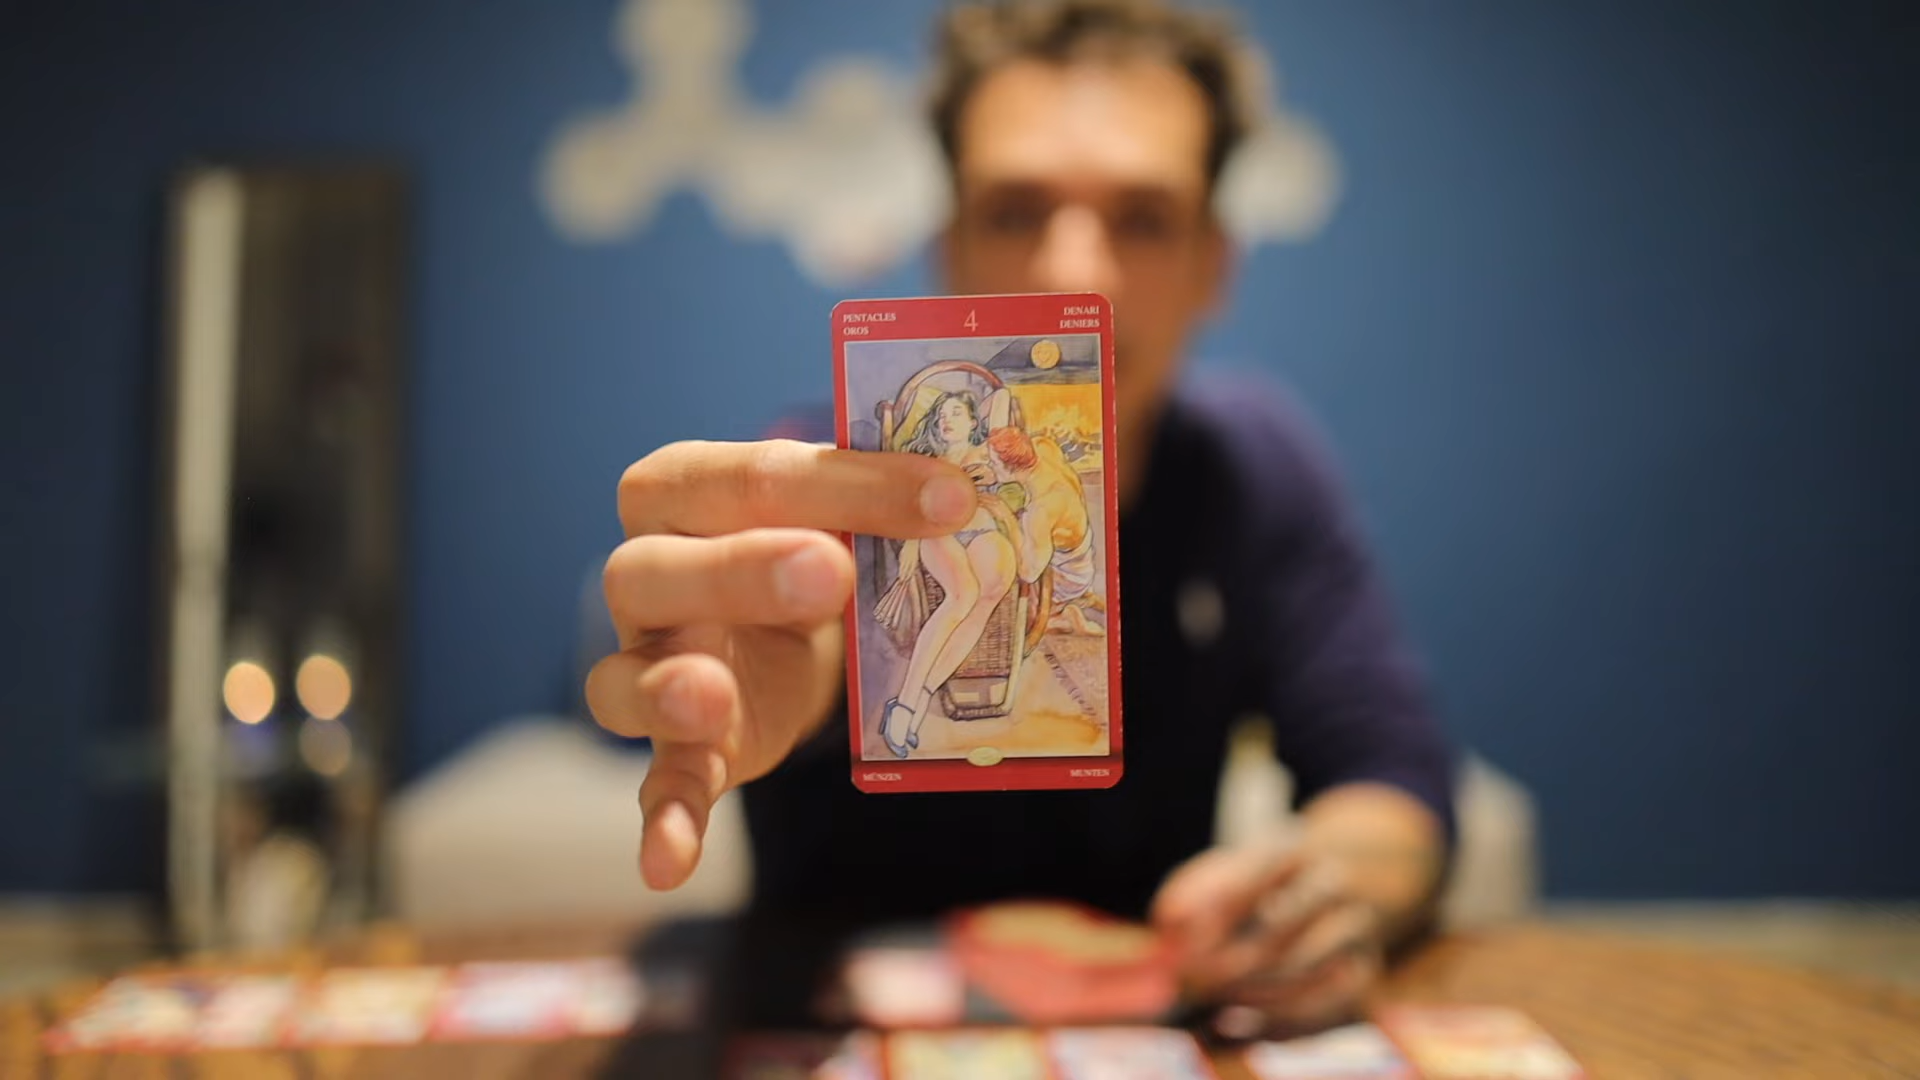 PENTACLES
OROS
4
DENARI
DENIERS
MÜNZEN
MUNTEN